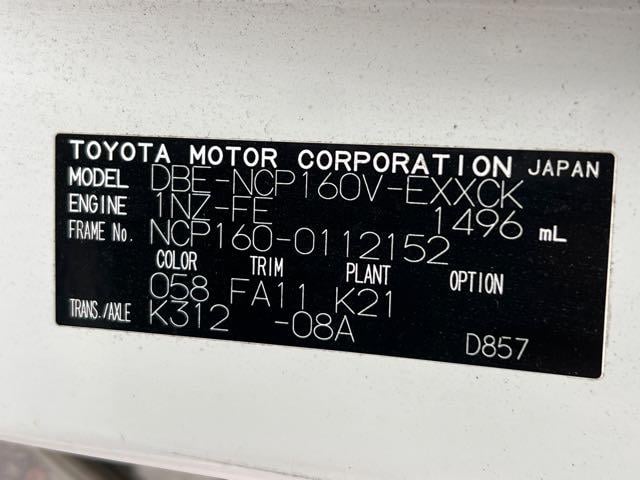 TOYOTA MOTOR CORPORATION JAPAN
MODEL DBE-NCP160V-EXXCK
ENGINE 1NZ-FE 1496 mL
FRAME No. NCP160-0112152
COLOR TRIM PLANT OPTION
058 FA11 K21
TRANS./AXLE K312 -08A
D857